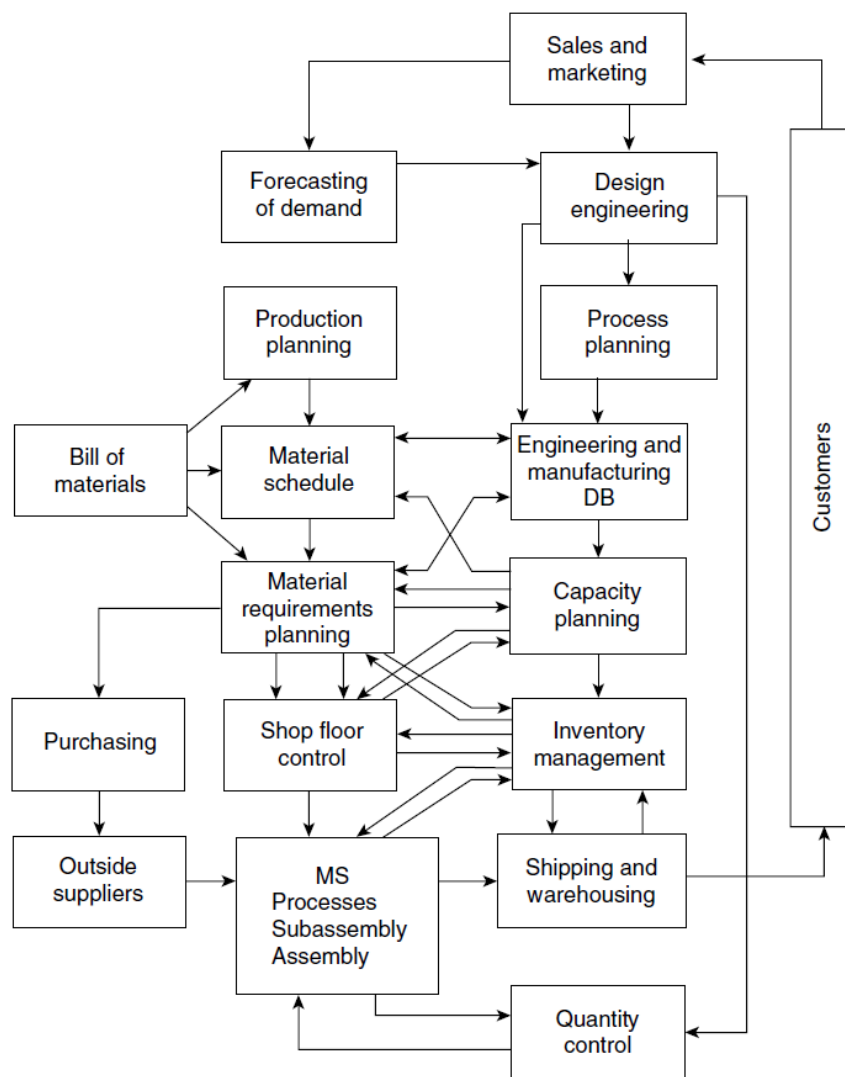 Sales and
marketing
Forecasting
of demand
Design
engineering
Production
planning
Process
planning
Bill of
materials
Material
schedule
Engineering and
manufacturing
DB
Customers
Material
requirements
planning
Capacity
planning
Purchasing
Shop floor
control
Inventory
management
Outside
suppliers
MS
Processes
Subassembly
Assembly
Shipping and
warehousing
Quantity
control